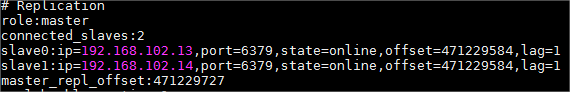 # Replication
role:master
connected_slaves:2
slave0:ip=192.168.102.13,port=6379,state=online,offset=471229584,lag=1
slave1:ip=192.168.102.14,port=6379,state=online,offset=471229584,lag=1
master_repl_offset:471229727